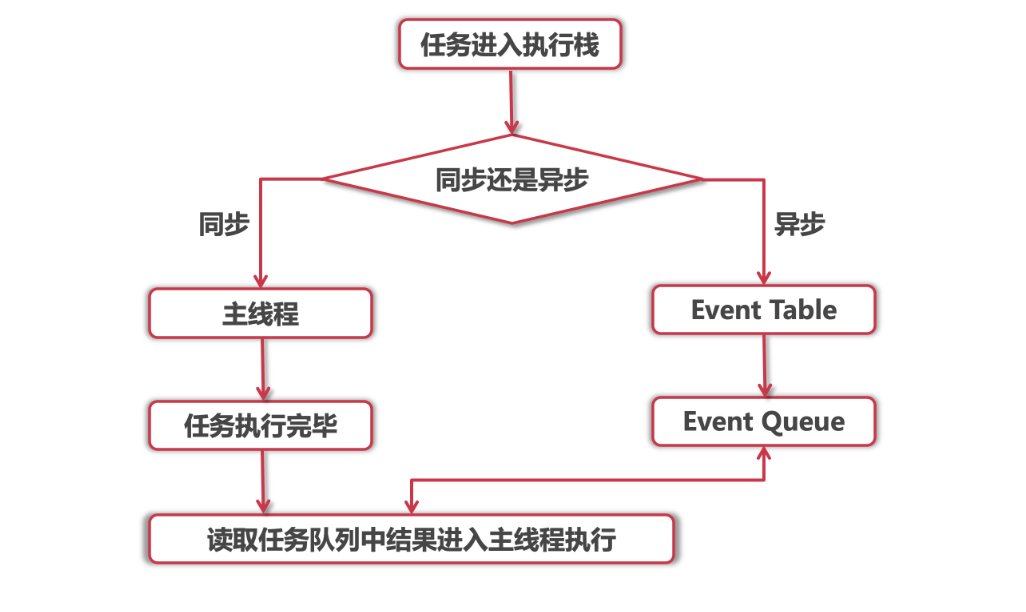 任务进入执行栈
同步还是异步
同步
异步
主线程
Event Table
任务执行完毕
Event Queue
读取任务队列中结果进入主线程执行